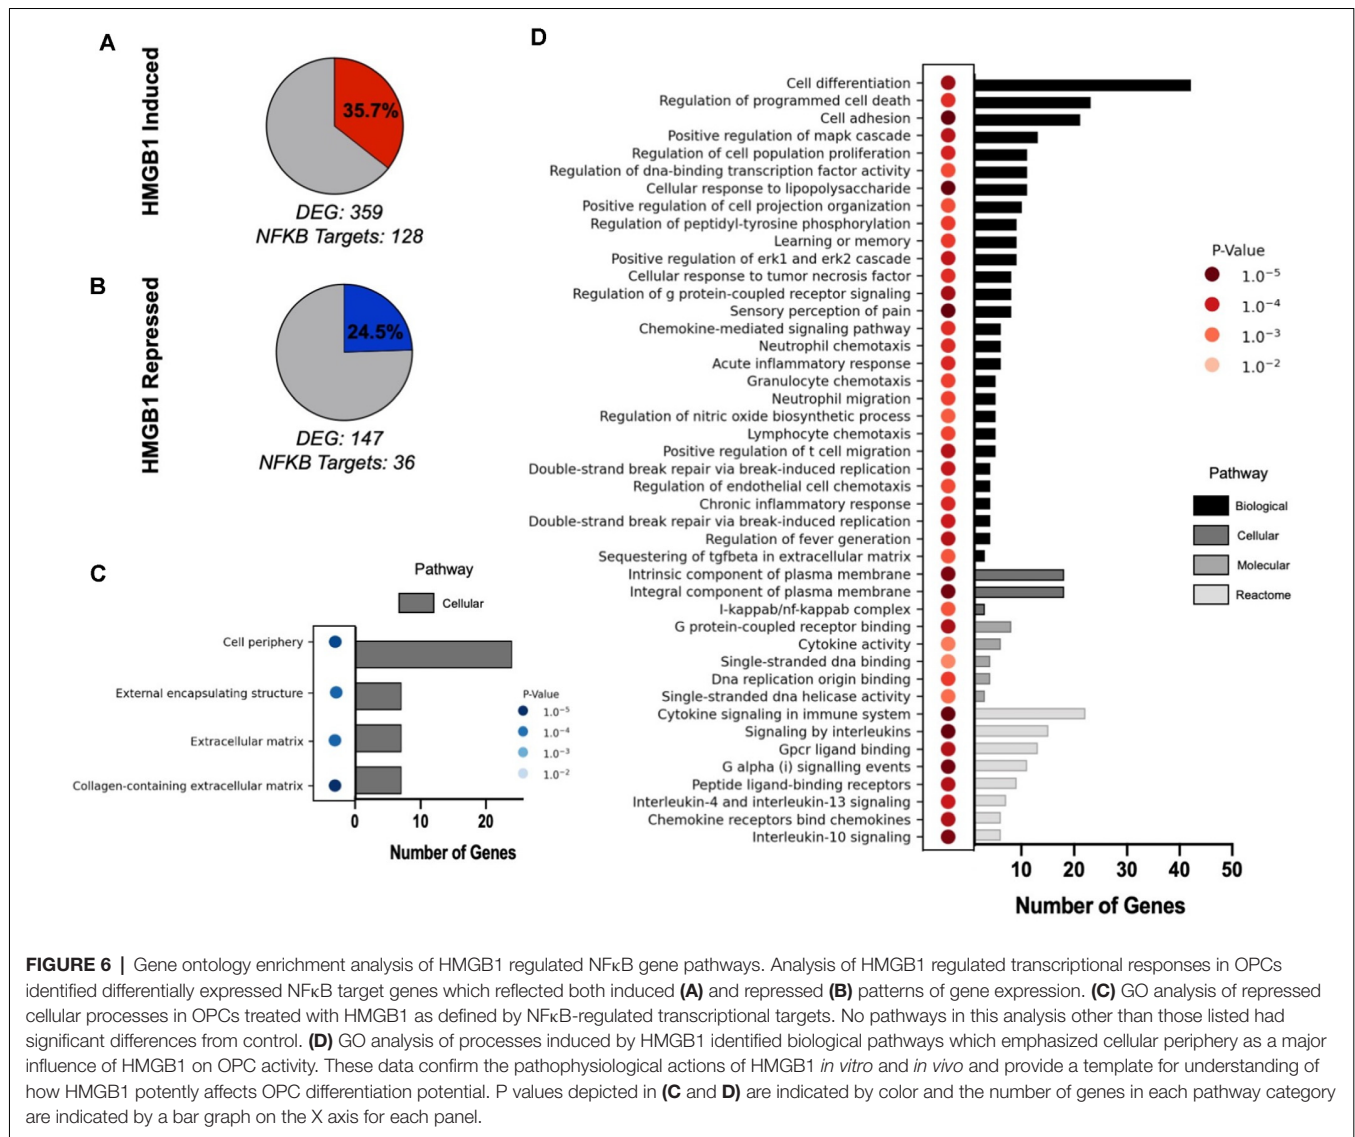 A
HMGB1 Induced
35.7%
DEG: 359
NFKB Targets: 128
B
HMGB1 Repressed
24.5%
DEG: 147
NFKB Targets: 36
C
Pathway
Cellular
Cell periphery
External encapsulating structure
Extracellular matrix
Collagen-containing extracellular matrix
P-Value
1.0⁻⁵
1.0⁻⁴
1.0⁻³
1.0⁻²
0 10 20
Number of Genes
D
Cell differentiation
Regulation of programmed cell death
Cell adhesion
Positive regulation of mapk cascade
Regulation of cell population proliferation
Regulation of dna-binding transcription factor activity
Cellular response to lipopolysaccharide
Positive regulation of cell projection organization
Regulation of peptidyl-tyrosine phosphorylation
Learning or memory
Positive regulation of erk1 and erk2 cascade
Cellular response to tumor necrosis factor
Regulation of g protein-coupled receptor signaling
Sensory perception of pain
Chemokine-mediated signaling pathway
Neutrophil chemotaxis
Acute inflammatory response
Granulocyte chemotaxis
Neutrophil migration
Regulation of nitric oxide biosynthetic process
Lymphocyte chemotaxis
Positive regulation of t cell migration
Double-strand break repair via break-induced replication
Regulation of endothelial cell chemotaxis
Chronic inflammatory response
Double-strand break repair via break-induced replication
Regulation of fever generation
Sequestering of tgfbeta in extracellular matrix
Intrinsic component of plasma membrane
Integral component of plasma membrane
I-kappab/nf-kappab complex
G protein-coupled receptor binding
Cytokine activity
Single-stranded dna binding
Dna replication origin binding
Single-stranded dna helicase activity
Cytokine signaling in immune system
Signaling by interleukins
Gpcr ligand binding
G alpha (i) signalling events
Peptide ligand-binding receptors
Interleukin-4 and interleukin-13 signaling
Chemokine receptors bind chemokines
Interleukin-10 signaling
10 20 30 40 50
Number of Genes
P-Value
1.0⁻⁵
1.0⁻⁴
1.0⁻³
1.0⁻²
Pathway
Biological
Cellular
Molecular
Reactome
FIGURE 6 | Gene ontology enrichment analysis of HMGB1 regulated NFκB gene pathways. Analysis of HMGB1 regulated transcriptional responses in OPCs
identified differentially expressed NFκB target genes which reflected both induced (A) and repressed (B) patterns of gene expression. (C) GO analysis of repressed
cellular processes in OPCs treated with HMGB1 as defined by NFκB-regulated transcriptional targets. No pathways in this analysis other than those listed had
significant differences from control. (D) GO analysis of processes induced by HMGB1 identified biological pathways which emphasized cellular periphery as a major
influence of HMGB1 on OPC activity. These data confirm the pathophysiological actions of HMGB1 in vitro and in vivo and provide a template for understanding of
how HMGB1 potently affects OPC differentiation potential. P values depicted in (C and D) are indicated by color and the number of genes in each pathway category
are indicated by a bar graph on the X axis for each panel.